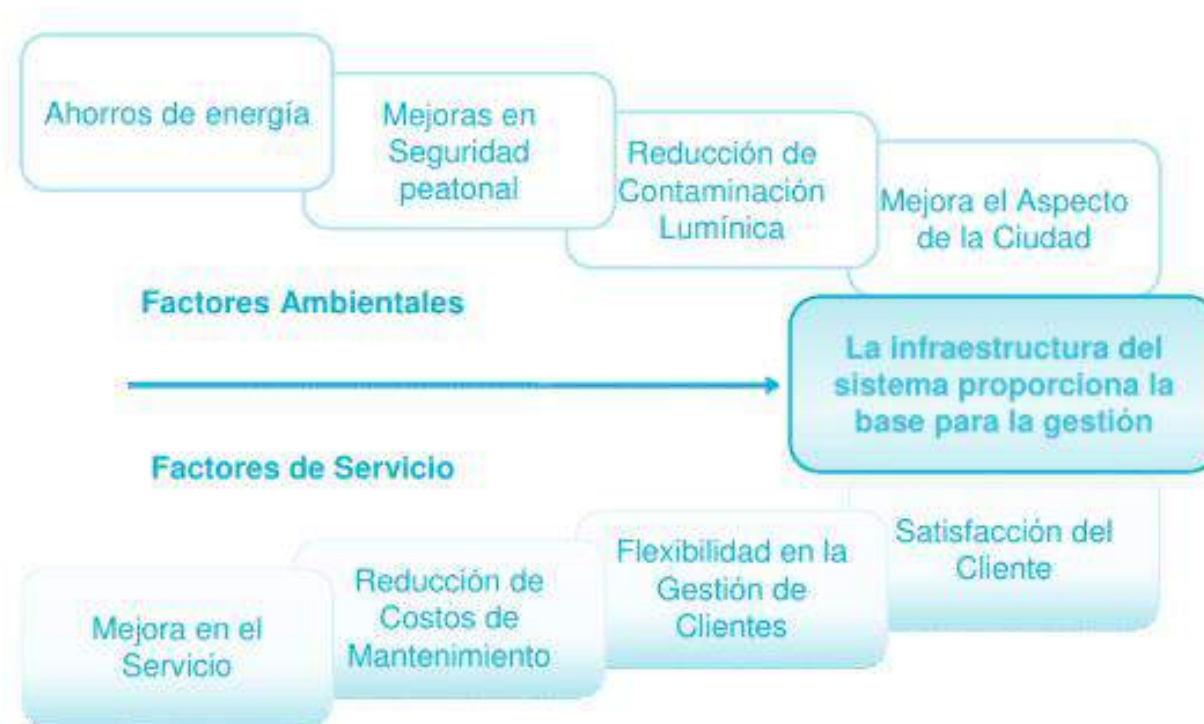 Ahorros de energía
Mejoras en
Seguridad
peatonal
Reducción de
Contaminación
Lumínica
Mejora el Aspecto
de la Ciudad
Factores Ambientales
La infraestructura del
sistema proporciona la
base para la gestión
Factores de Servicio
Mejora en el
Servicio
Reducción de
Costos de
Mantenimiento
Flexibilidad en la
Gestión de
Clientes
Satisfacción del
Cliente